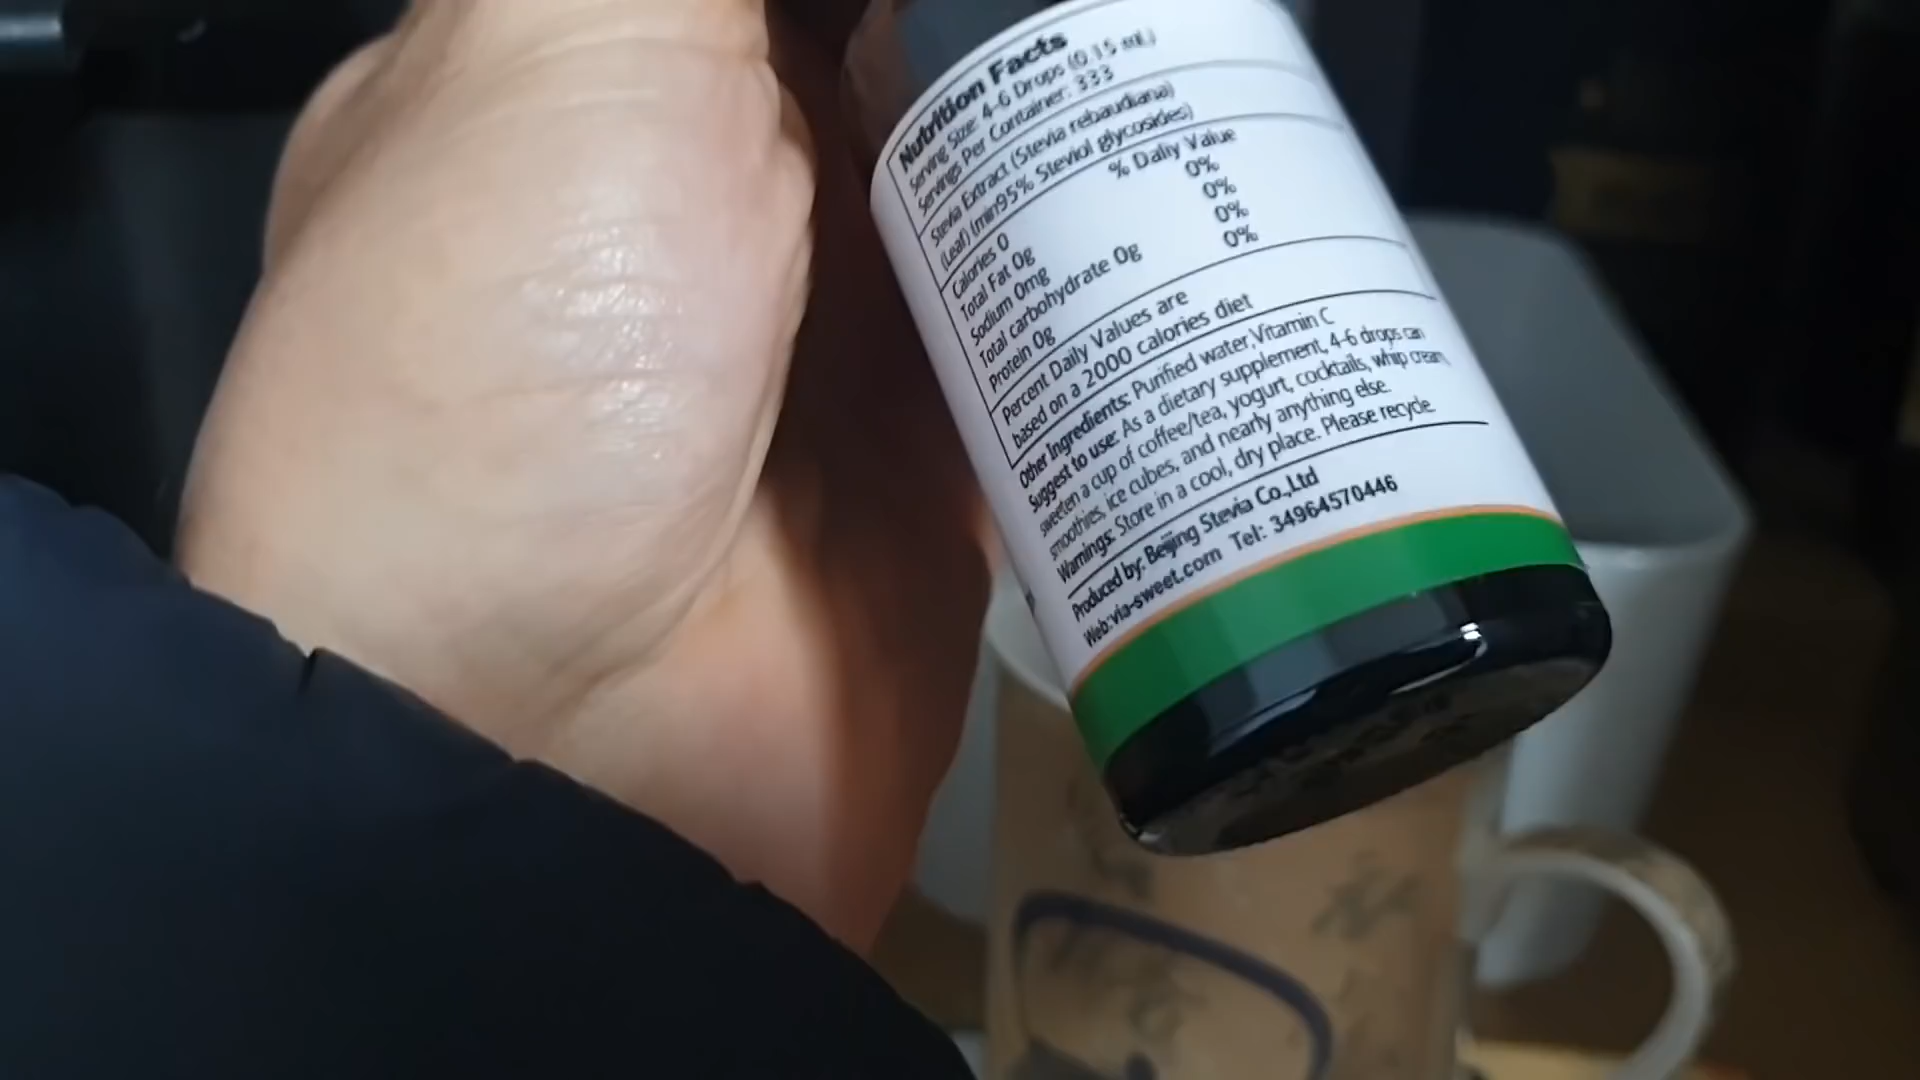 Nutrition Facts
Serving Size: 4-6 Drops (0.15 mL)
Servings Per Container: 333
Stevia Extract (Stevia rebaudiana)
(Leaf) (min95% Steviol glycosides)
% Daily Value
Calories 0 0%
Total Fat 0g 0%
Sodium 0mg 0%
Total carbohydrate 0g 0%
Protein 0g
Percent Daily Values are
based on a 2000 calories diet
Other Ingredients: Purified water,Vitamin C
Suggest to use: As a dietary supplement, 4-6 drops can
sweeten a cup of coffee/tea, yogurt, cocktails, whip cream,
smoothies, ice cubes, and nearly anything else.
Warnings: Store in a cool, dry place. Please recycle.
Produced by: Beijing Stevia Co.,Ltd
Web:via-sweet.com Tel: 34964570446